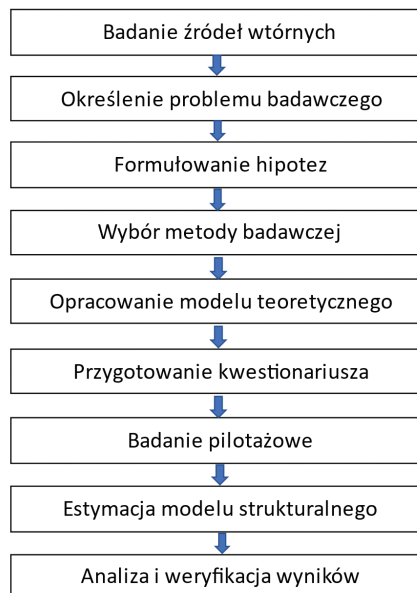 Badanie źródeł wtórnych
Określenie problemu badawczego
Formułowanie hipotez
Wybór metody badawczej
Opracowanie modelu teoretycznego
Przygotowanie kwestionariusza
Badanie pilotażowe
Estymacja modelu strukturalnego
Analiza i weryfikacja wyników